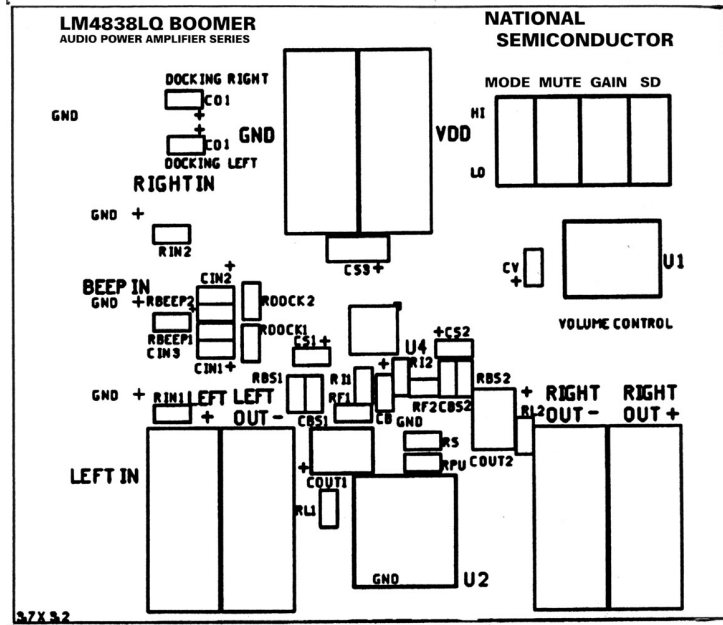 LM4838LQ BOOMER
AUDIO POWER AMPLIFIER SERIES
NATIONAL
SEMICONDUCTOR
MODE MUTE GAIN SD
HI
LO
DOCKING RIGHT
CO1
GND
+
+
CO1
DOCKING LEFT
GND
VDD
RIGHT IN
GND +
RIN2
CS3+
CV
+
U1
VOLUME CONTROL
BEEP IN
GND +
CIN2
+
RBEEP2
+
RBEEP1
CIN3
CIN1+
RDOCK2
RDOCK1
CS1+
U4
+CS2
GND +
RIN1
LEFT
+
LEFT
OUT-
RBS1
CBS1
RI1
RF1
+
CB
RI2
RF2
CBS2
RBS2
GND
RS
RPU
COUT2
+
RL2
RIGHT
OUT-
RIGHT
OUT+
LEFT IN
+
COUT1
RL1
GND
U2
3.7X3.2